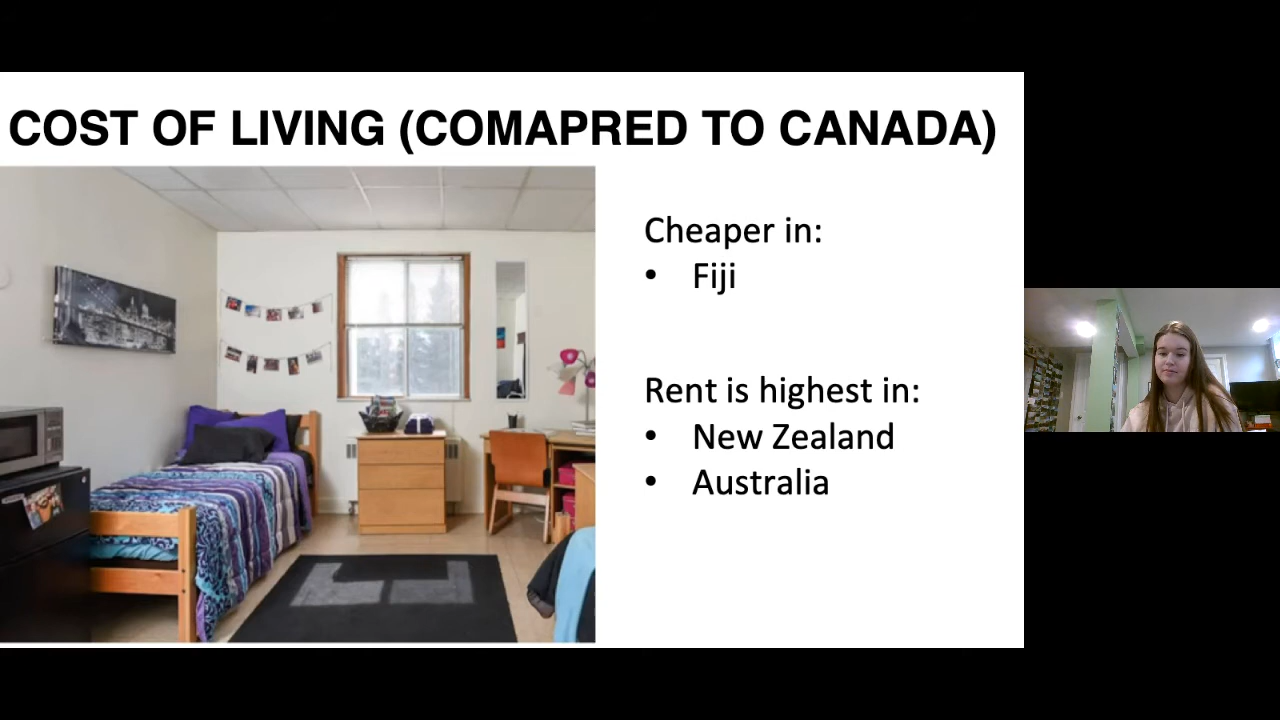 COST OF LIVING (COMAPRED TO CANADA)
Cheaper in:
• Fiji
Rent is highest in:
• New Zealand
• Australia